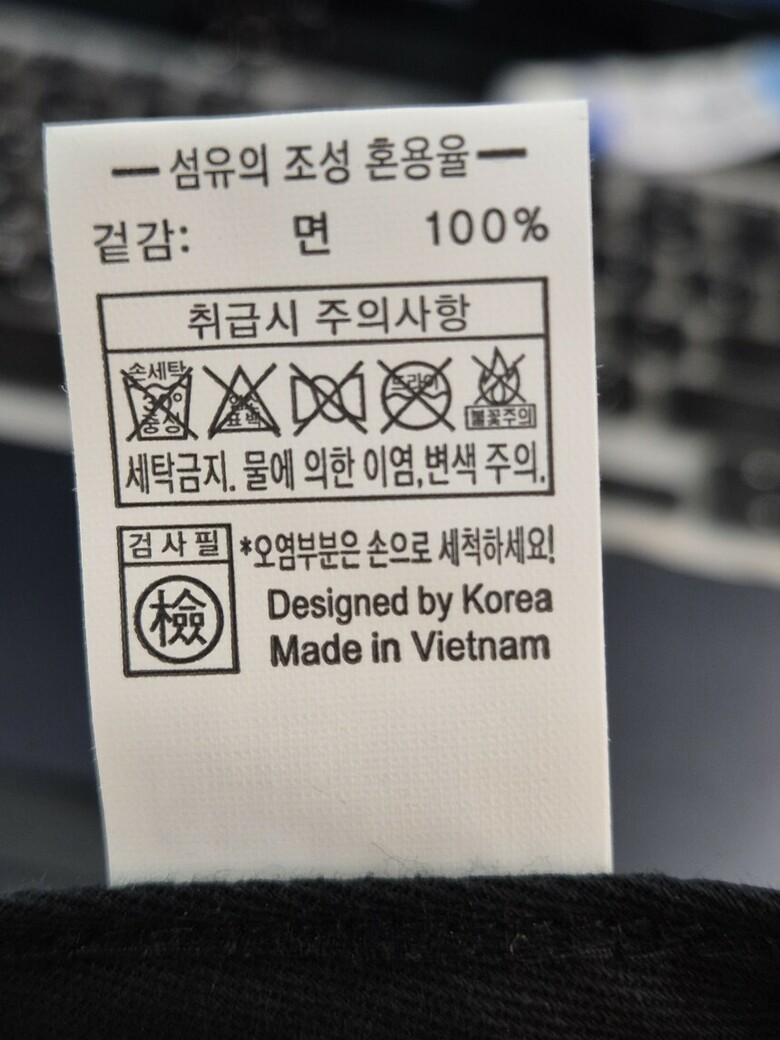 섬유의 조성 혼용율
겉감: 면 100%
취급시 주의사항
손세탁
30°
중성
염소
표백
드라이
불꽃주의
세탁금지. 물에 의한 이염,변색 주의.
검사필
檢
*오염부분은 손으로 세척하세요!
Designed by Korea
Made in Vietnam